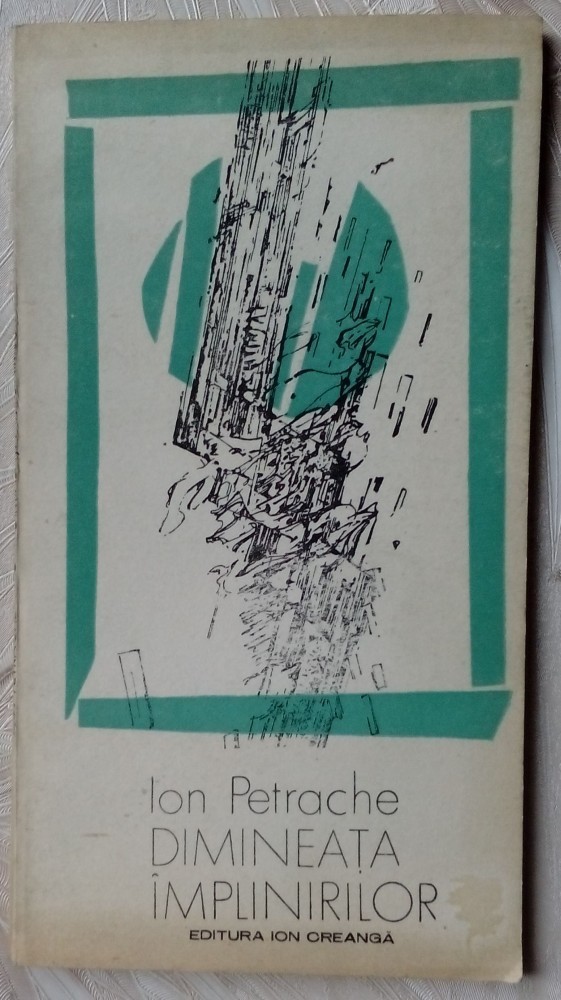 Ion Petrache
DIMINEAȚA
ÎMPLINIRILOR
EDITURA ION CREANGĂ